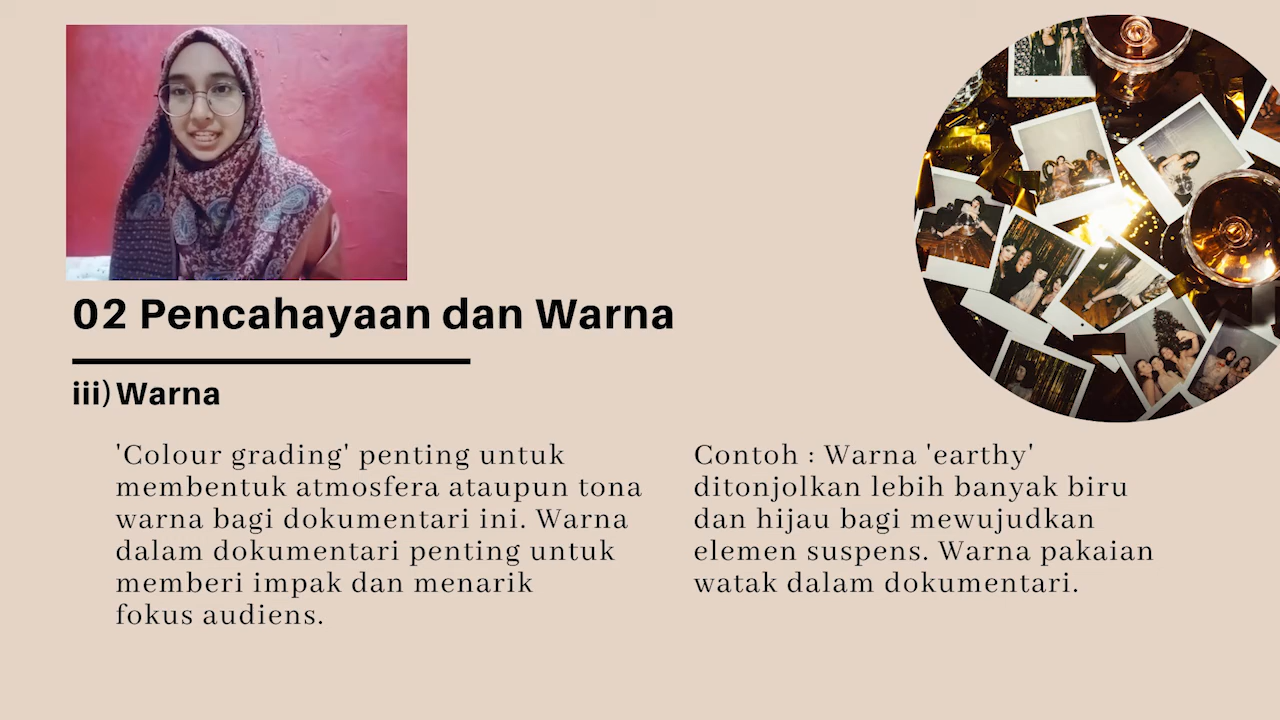 02 Pencahayaan dan Warna
iii) Warna
'Colour grading' penting untuk
membentuk atmosfera ataupun tona
warna bagi dokumentari ini. Warna
dalam dokumentari penting untuk
memberi impak dan menarik
fokus audiens.
Contoh : Warna 'earthy'
ditonjolkan lebih banyak biru
dan hijau bagi mewujudkan
elemen suspens. Warna pakaian
watak dalam dokumentari.